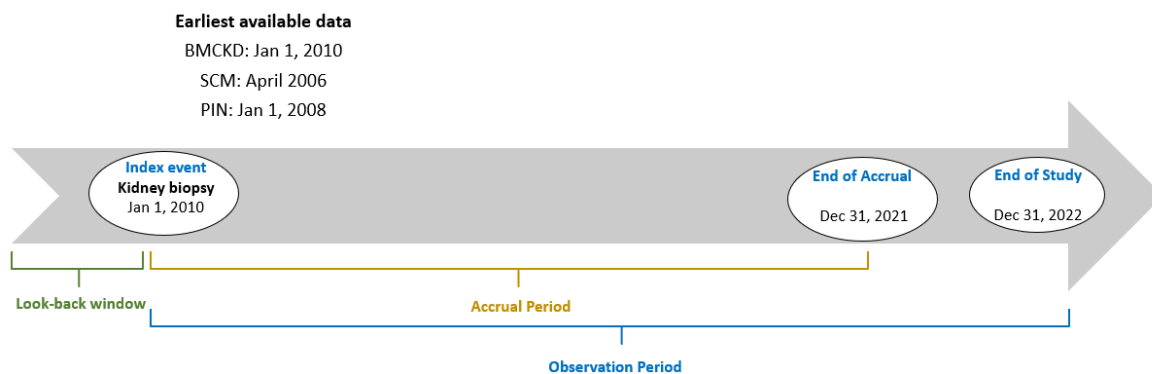 Earliest available data
BMCKD: Jan 1, 2010
SCM: April 2006
PIN: Jan 1, 2008
Index event
Kidney biopsy
Jan 1, 2010
End of Accrual
Dec 31, 2021
End of Study
Dec 31, 2022
Look-back window
Accrual Period
Observation Period